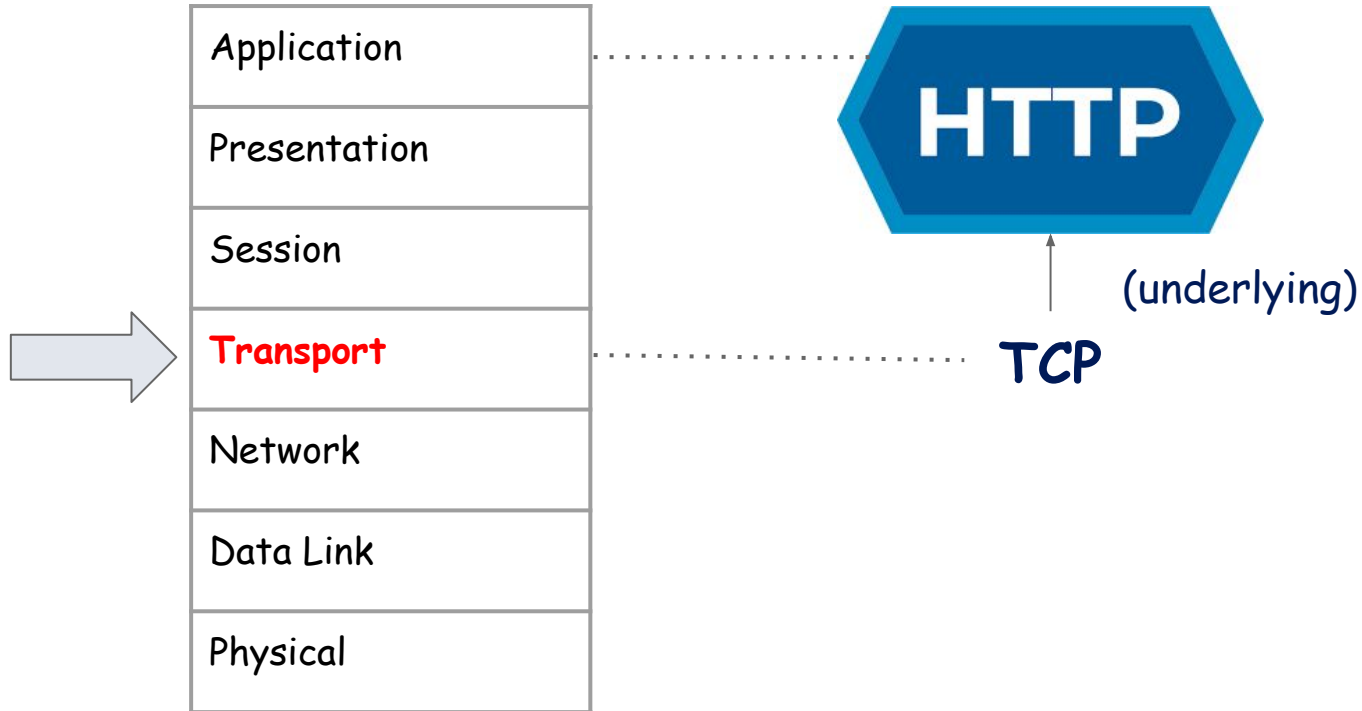 Application
HTTP
Presentation
Session
(underlying)
Transport
TCP
Network
Data Link
Physical